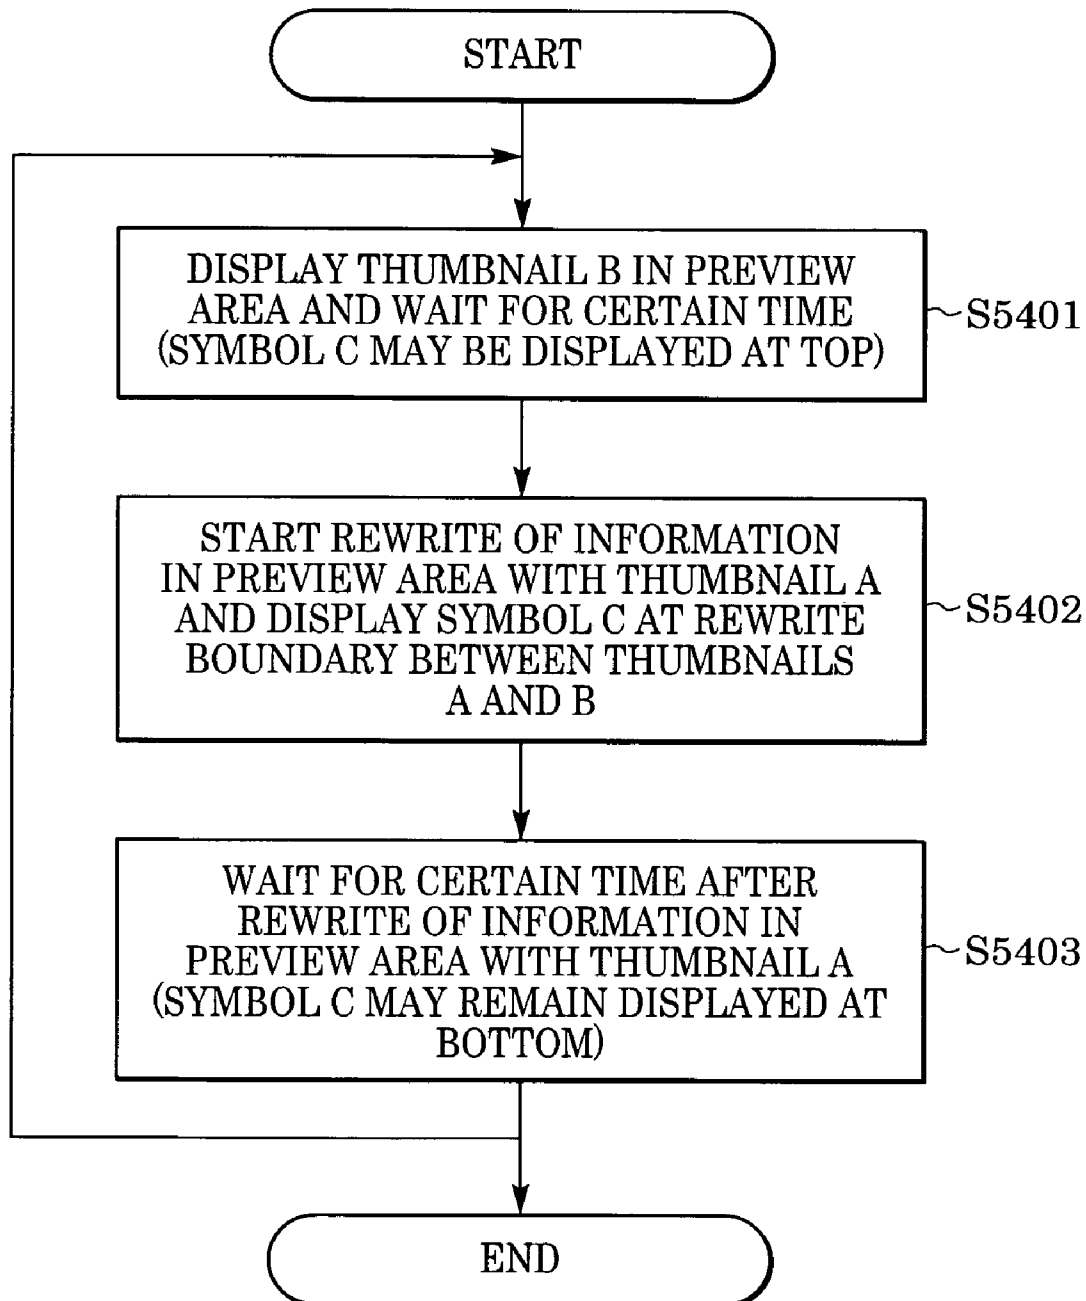 START
DISPLAY THUMBNAIL B IN PREVIEW
AREA AND WAIT FOR CERTAIN TIME
(SYMBOL C MAY BE DISPLAYED AT TOP)
S5401
START REWRITE OF INFORMATION
IN PREVIEW AREA WITH THUMBNAIL A
AND DISPLAY SYMBOL C AT REWRITE
BOUNDARY BETWEEN THUMBNAILS
A AND B
S5402
WAIT FOR CERTAIN TIME AFTER
REWRITE OF INFORMATION IN
PREVIEW AREA WITH THUMBNAIL A
(SYMBOL C MAY REMAIN DISPLAYED AT
BOTTOM)
S5403
END